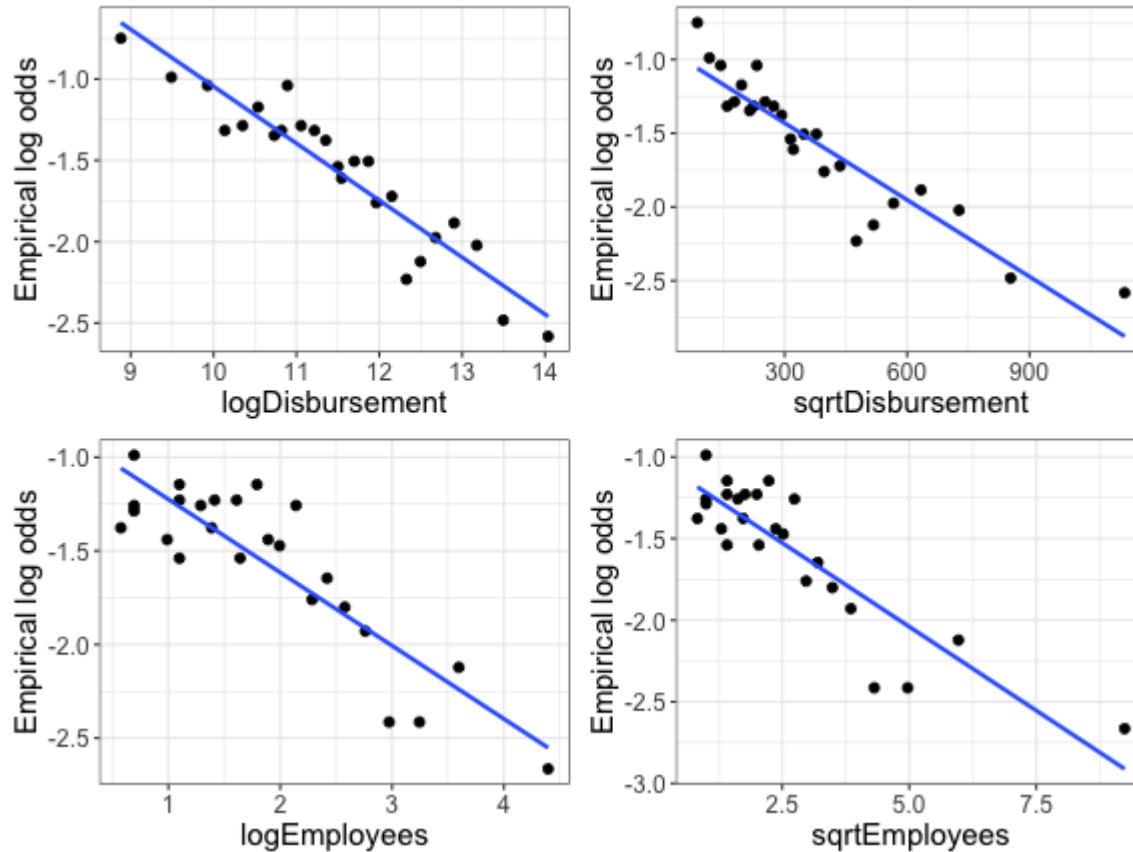 Empirical log odds
-1.0
-1.5
-2.0
-2.5
9 10 11 12 13 14
logDisbursement
Empirical log odds
-1.0
-1.5
-2.0
-2.5
300 600 900
sqrtDisbursement
Empirical log odds
-1.0
-1.5
-2.0
-2.5
1 2 3 4
logEmployees
Empirical log odds
-1.0
-1.5
-2.0
-2.5
-3.0
2.5 5.0 7.5
sqrtEmployees